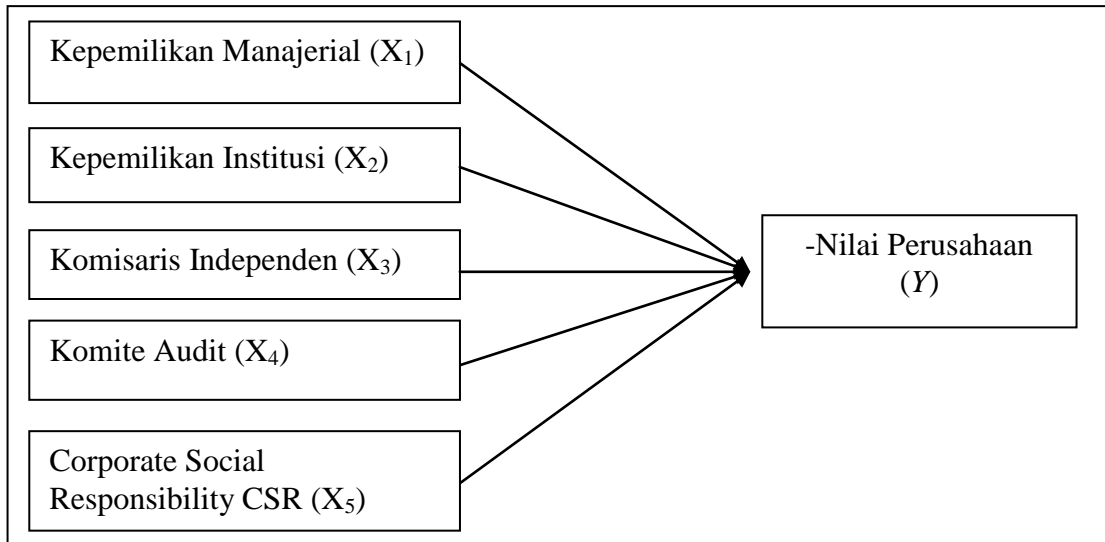 Kepemilikan Manajerial (X₁)
Kepemilikan Institusi (X₂)
Komisaris Independen (X₃)
-Nilai Perusahaan
(Y)
Komite Audit (X₄)
Corporate Social
Responsibility CSR (X₅)